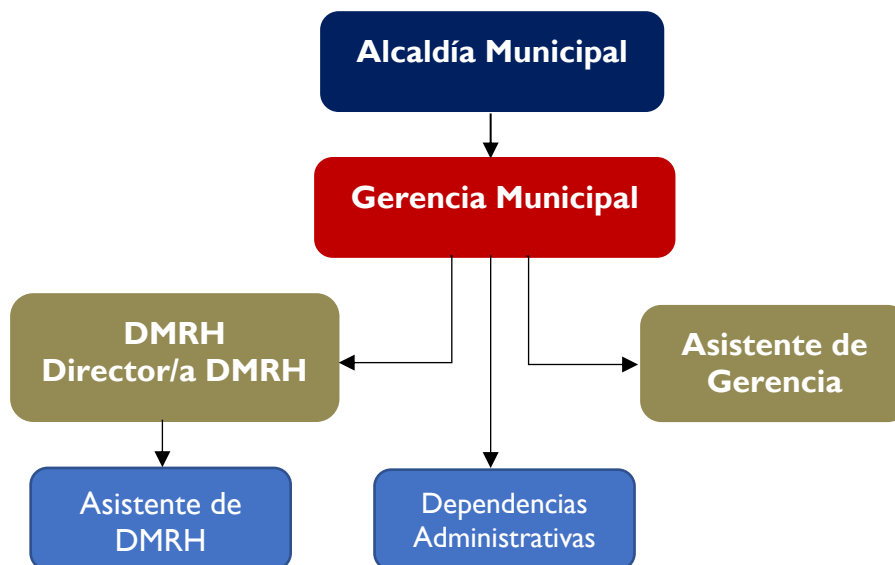 Alcaldía Municipal
Gerencia Municipal
DMRH
Director/a DMRH
Asistente de
Gerencia
Asistente de
DMRH
Dependencias
Administrativas